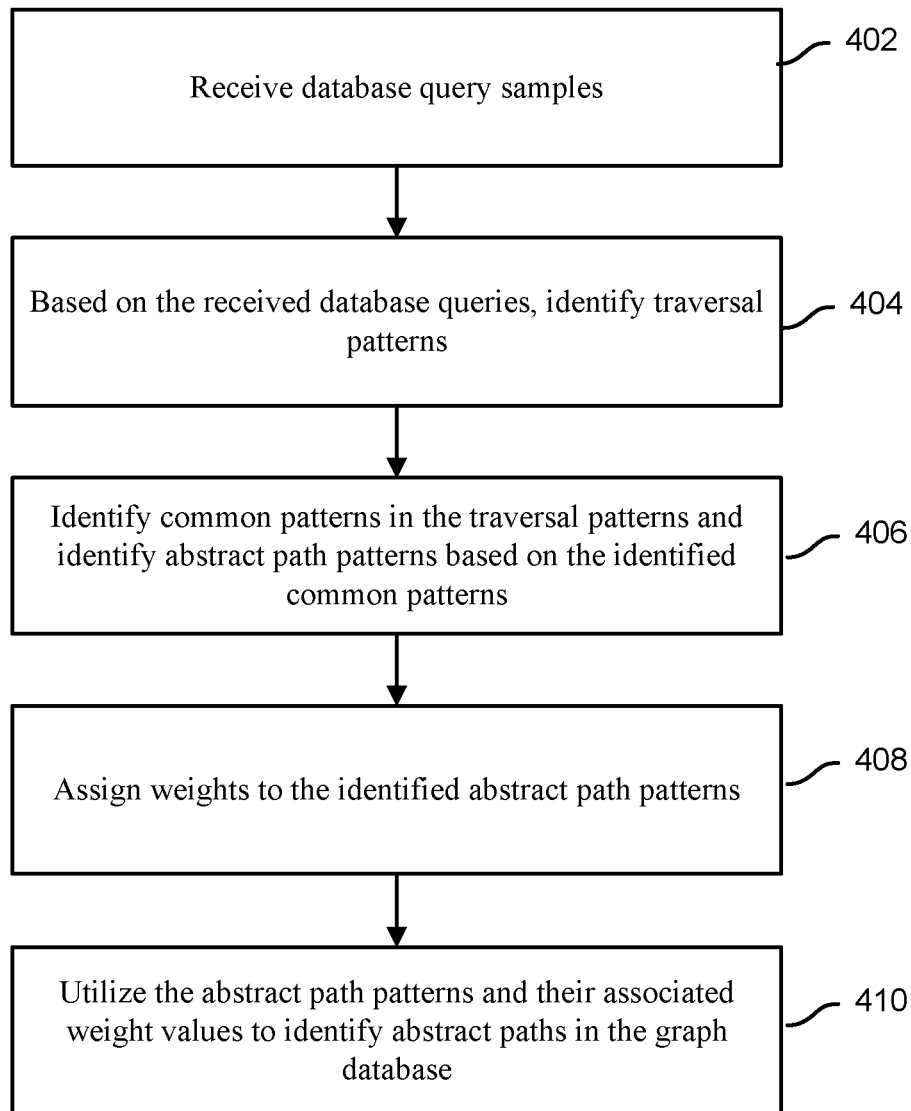 Receive database query samples
402
Based on the received database queries, identify traversal
patterns
404
Identify common patterns in the traversal patterns and
identify abstract path patterns based on the identified
common patterns
406
Assign weights to the identified abstract path patterns
408
Utilize the abstract path patterns and their associated
weight values to identify abstract paths in the graph
database
410